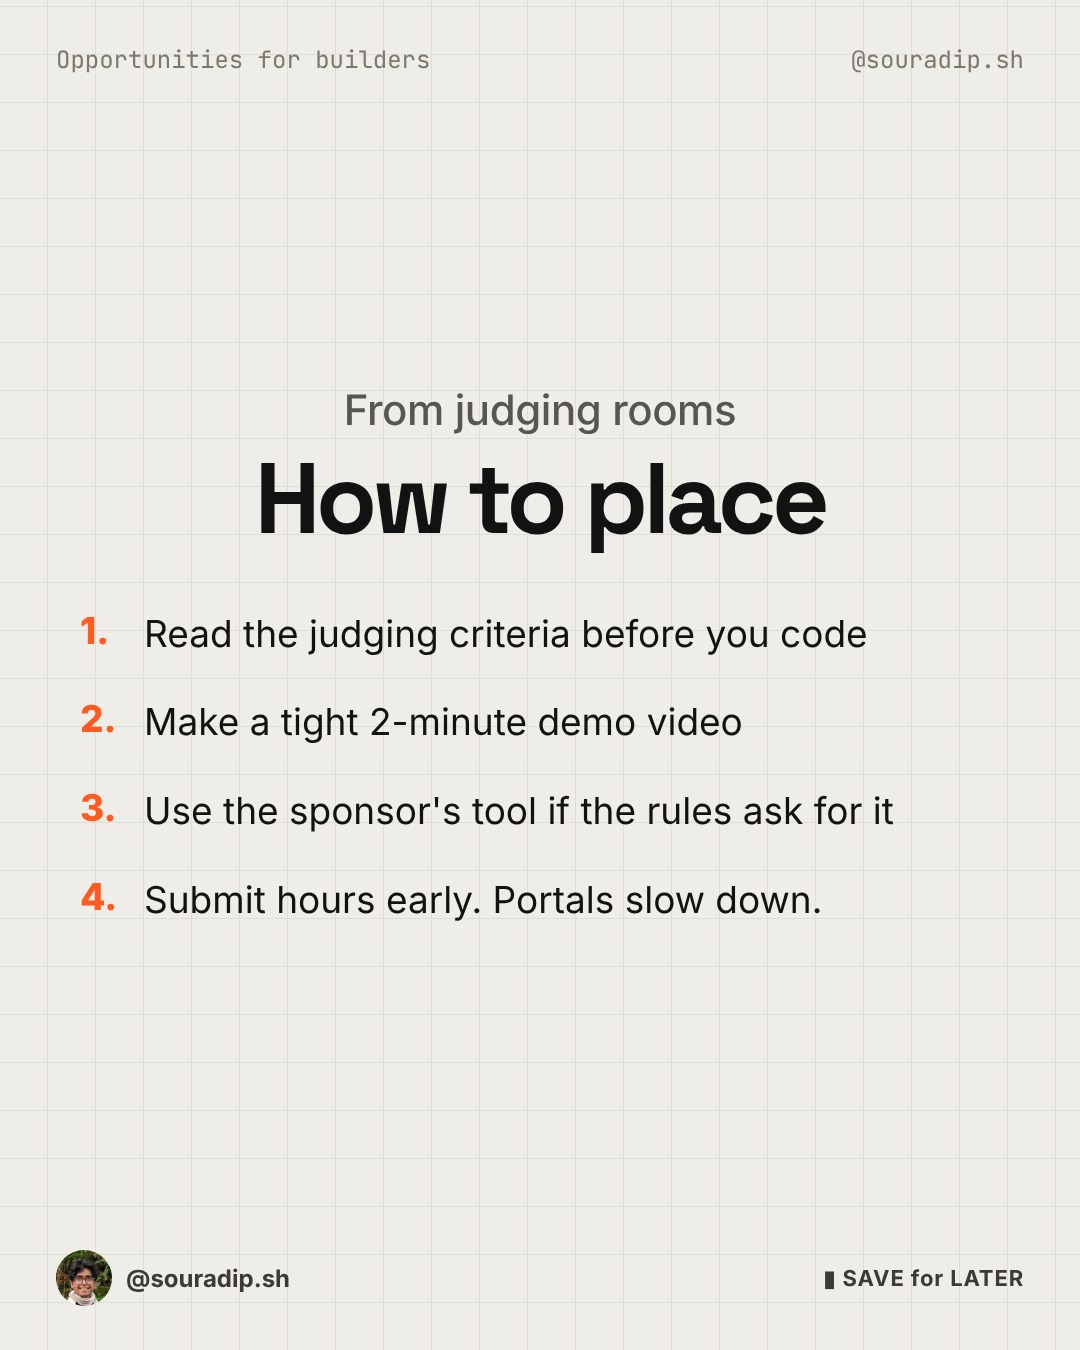 Opportunities for builders
@souradip.sh
From judging rooms
How to place
1. Read the judging criteria before you code
2. Make a tight 2-minute demo video
3. Use the sponsor's tool if the rules ask for it
4. Submit hours early. Portals slow down.
@souradip.sh
SAVE for LATER